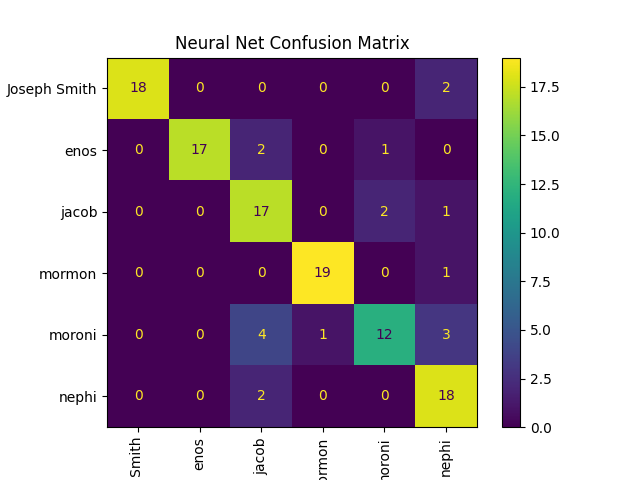 Neural Net Confusion Matrix
Joseph Smith 18 0 0 0 0 2
enos 0 17 2 0 1 0
jacob 0 0 17 0 2 1
mormon 0 0 0 19 0 1
moroni 0 0 4 1 12 3
nephi 0 0 2 0 0 18
Smith
enos
jacob
ormon
noroni
nephi
17.5
15.0
12.5
10.0
7.5
5.0
2.5
0.0